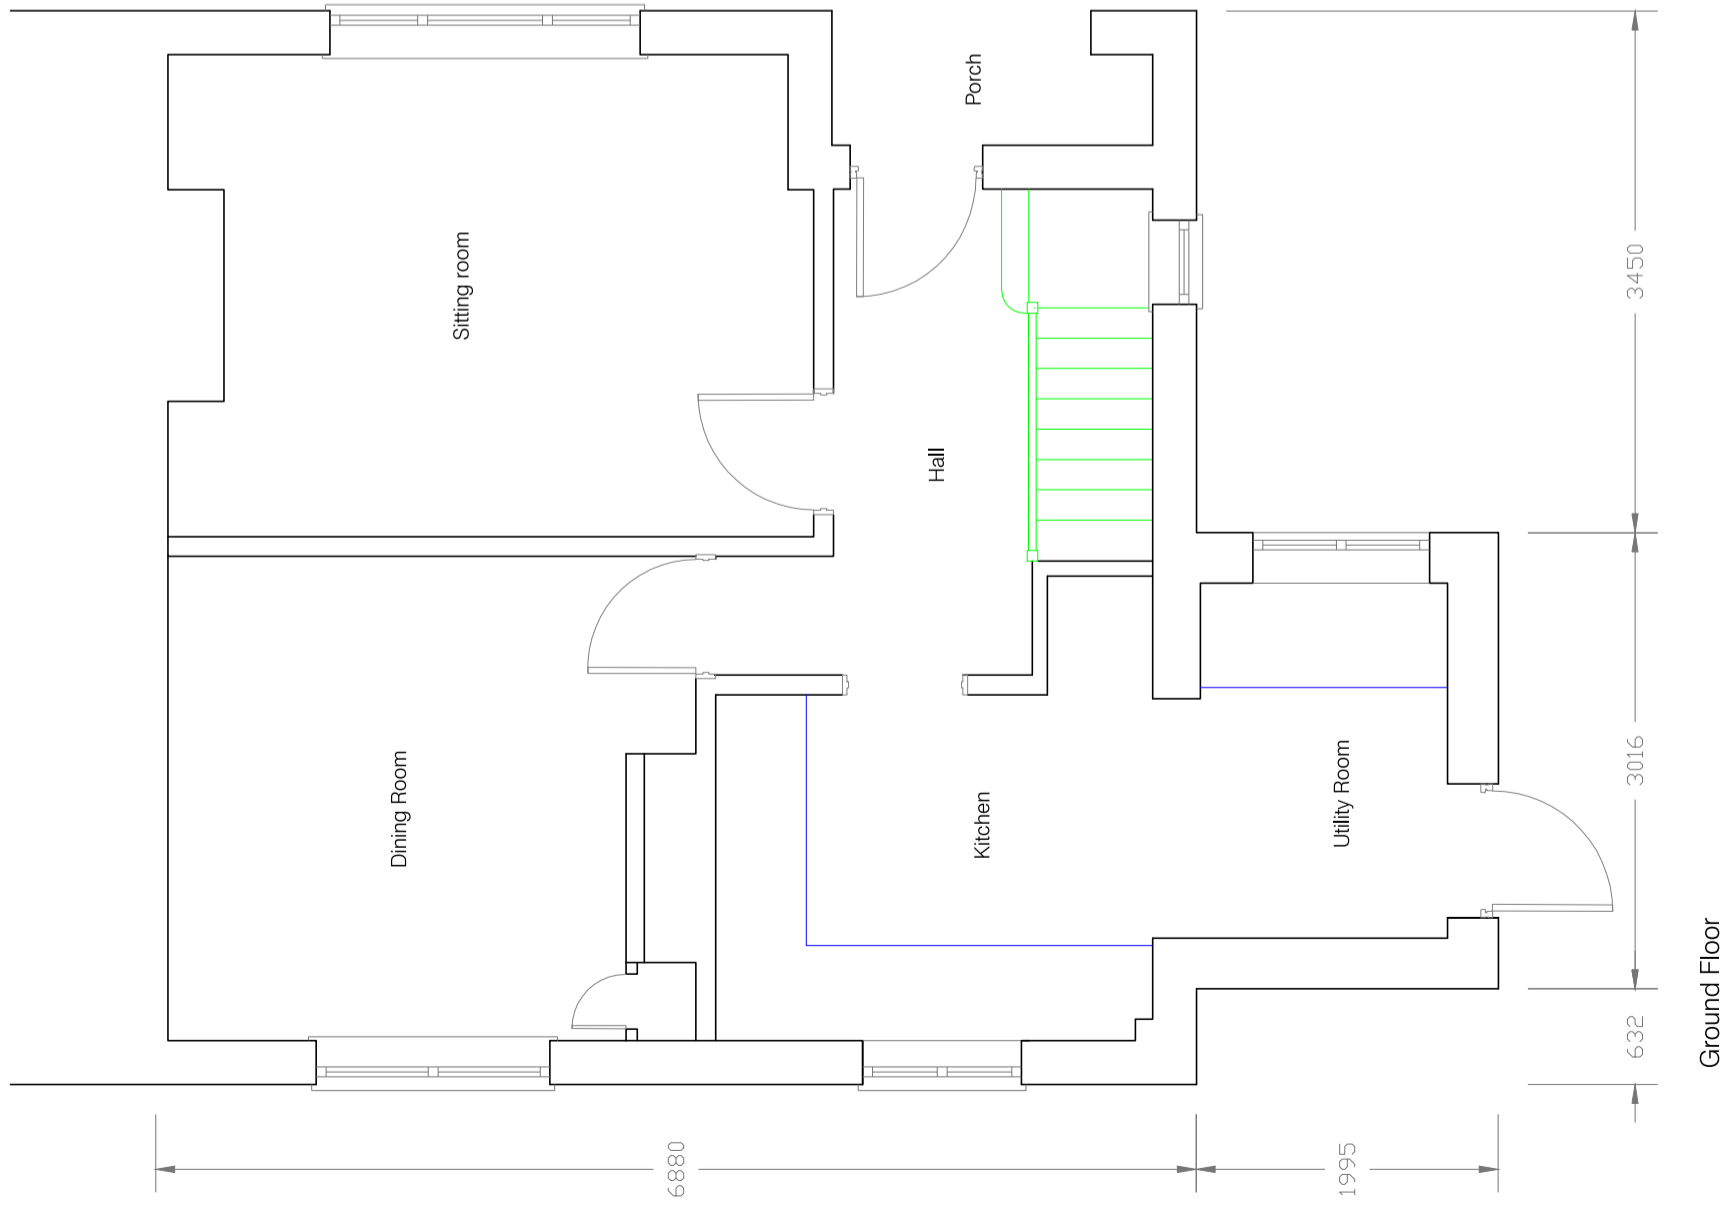 Sitting room
Porch
Hall
Dining Room
Kitchen
Utility Room
3450
3016
632
6880
1995
Ground Floor